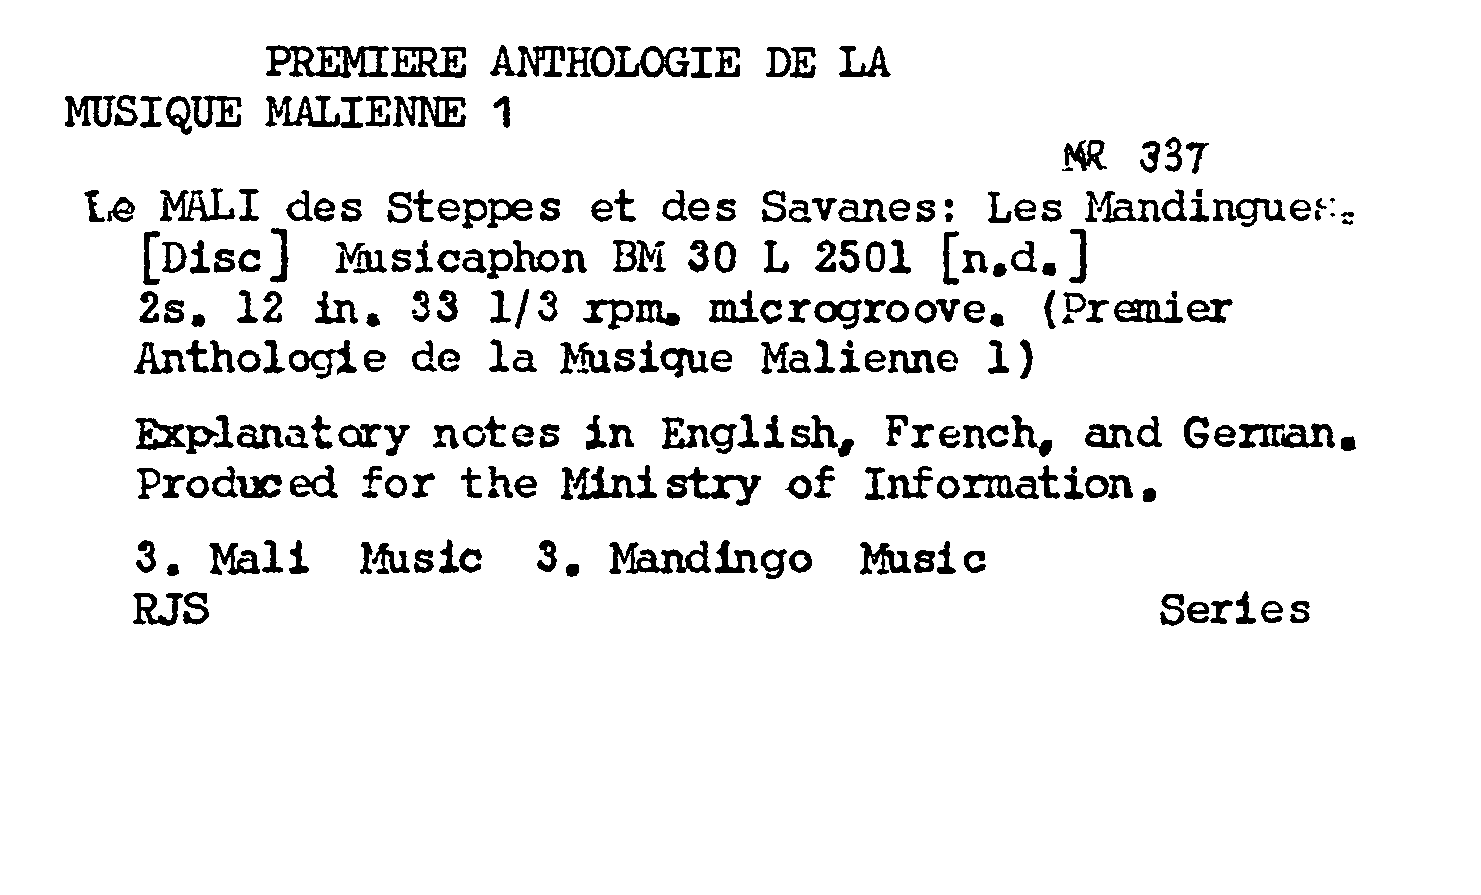 PREMIERE ANTHOLOGIE DE LA
MUSIQUE MALIENNE 1
MR 337
Le MALI des Steppes et des Savanes: Les Mandingues.
[Disc] Musicaphon BM 30 L 2501 [n.d.]
2s. 12 in. 33 1/3 rpm. microgroove. (Premier
Anthologie de la Musique Malienne 1)
Explanatory notes in English, French, and German.
Produced for the Ministry of Information.
3. Mali Music 3. Mandingo Music
RJS Series